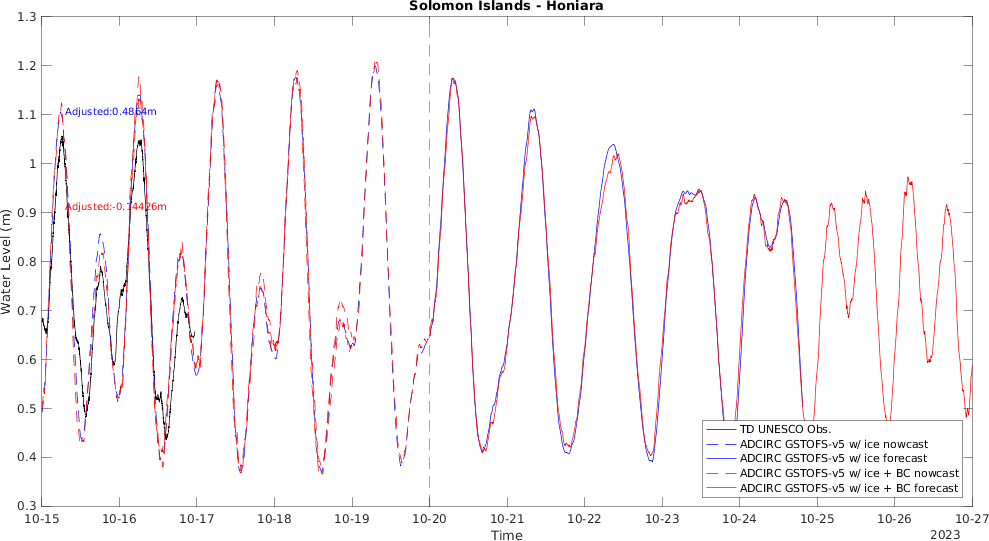 Solomon Islands - Honiara
1.3
1.2
1.1
1
0.9
0.8
0.7
0.6
0.5
0.4
0.3
Water Level (m)
Adjusted:0.4864m
Adjusted:-0.14426m
TD UNESCO Obs.
ADCIRC GSTOFS-v5 w/ ice nowcast
ADCIRC GSTOFS-v5 w/ ice forecast
ADCIRC GSTOFS-v5 w/ ice + BC nowcast
ADCIRC GSTOFS-v5 w/ ice + BC forecast
10-15 10-16 10-17 10-18 10-19 10-20 10-21 10-22 10-23 10-24 10-25 10-26 10-27
Time
2023